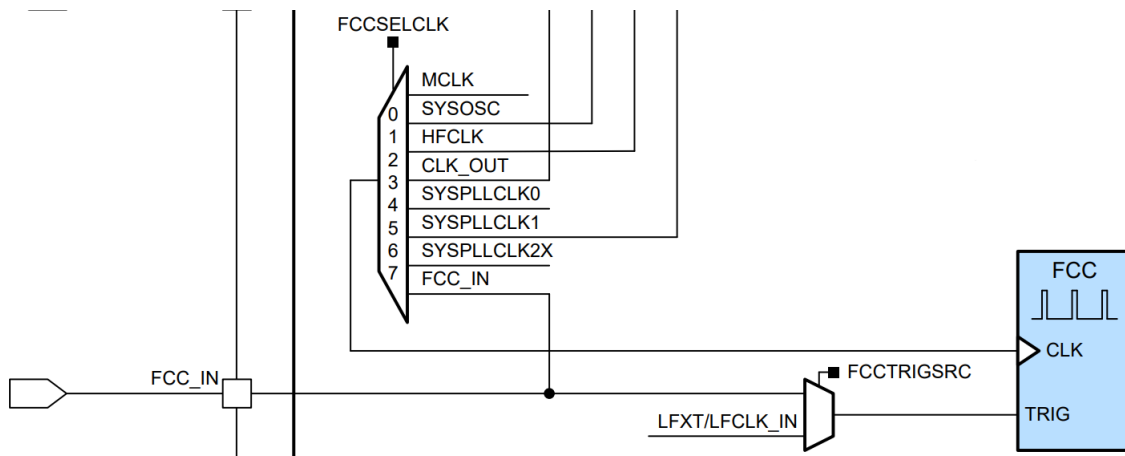 FCCSELCLK
MCLK
0
SYSOSC
1
HFCLK
2
CLK_OUT
3
SYSPLLCLK0
4
SYSPLLCLK1
5
SYSPLLCLK2X
6
FCC_IN
7
FCC
CLK
FCC_IN
FCCTRIGSRC
LFXT/LFCLK_IN
TRIG